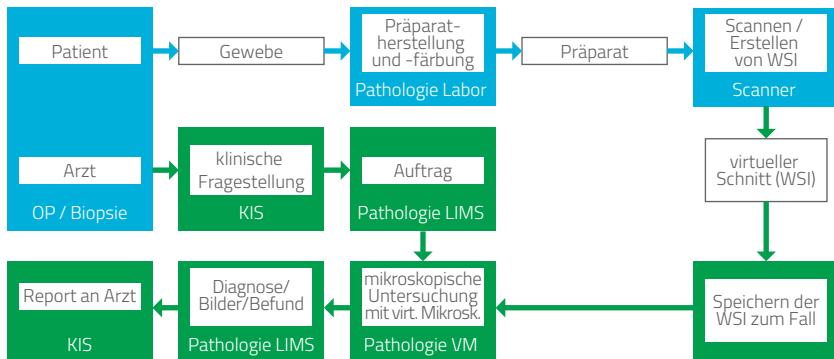 Patient
Gewebe
Präparat-
herstellung
und -färbung
Pathologie Labor
Präparat
Scannen /
Erstellen
von WSI
Scanner
Arzt
OP / Biopsie
klinische
Fragestellung
KIS
Auftrag
Pathologie LIMS
virtueller
Schnitt (WSI)
Report an Arzt
KIS
Diagnose/
Bilder/Befund
Pathologie LIMS
mikroskopische
Untersuchung
mit virt. Mikrosk.
Pathologie VM
Speichern der
WSI zum Fall